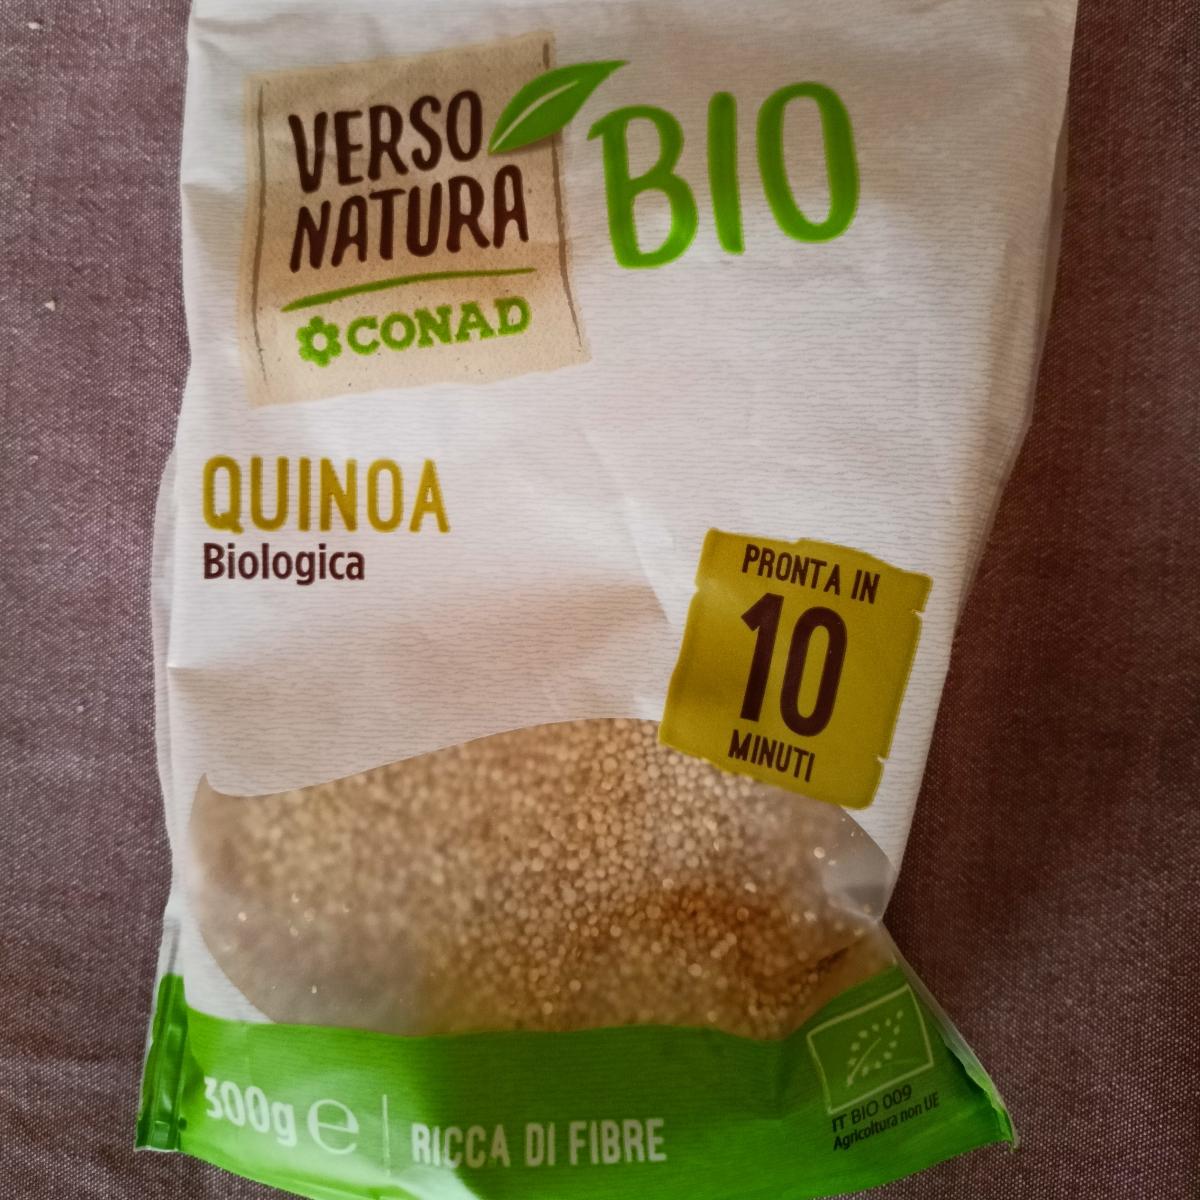 VERSO
NATURA
CONAD
BIO
QUINOA
Biologica
PRONTA IN
10
MINUTI
300g ℮
RICCA DI FIBRE
IT BIO 009
Agricoltura non UE